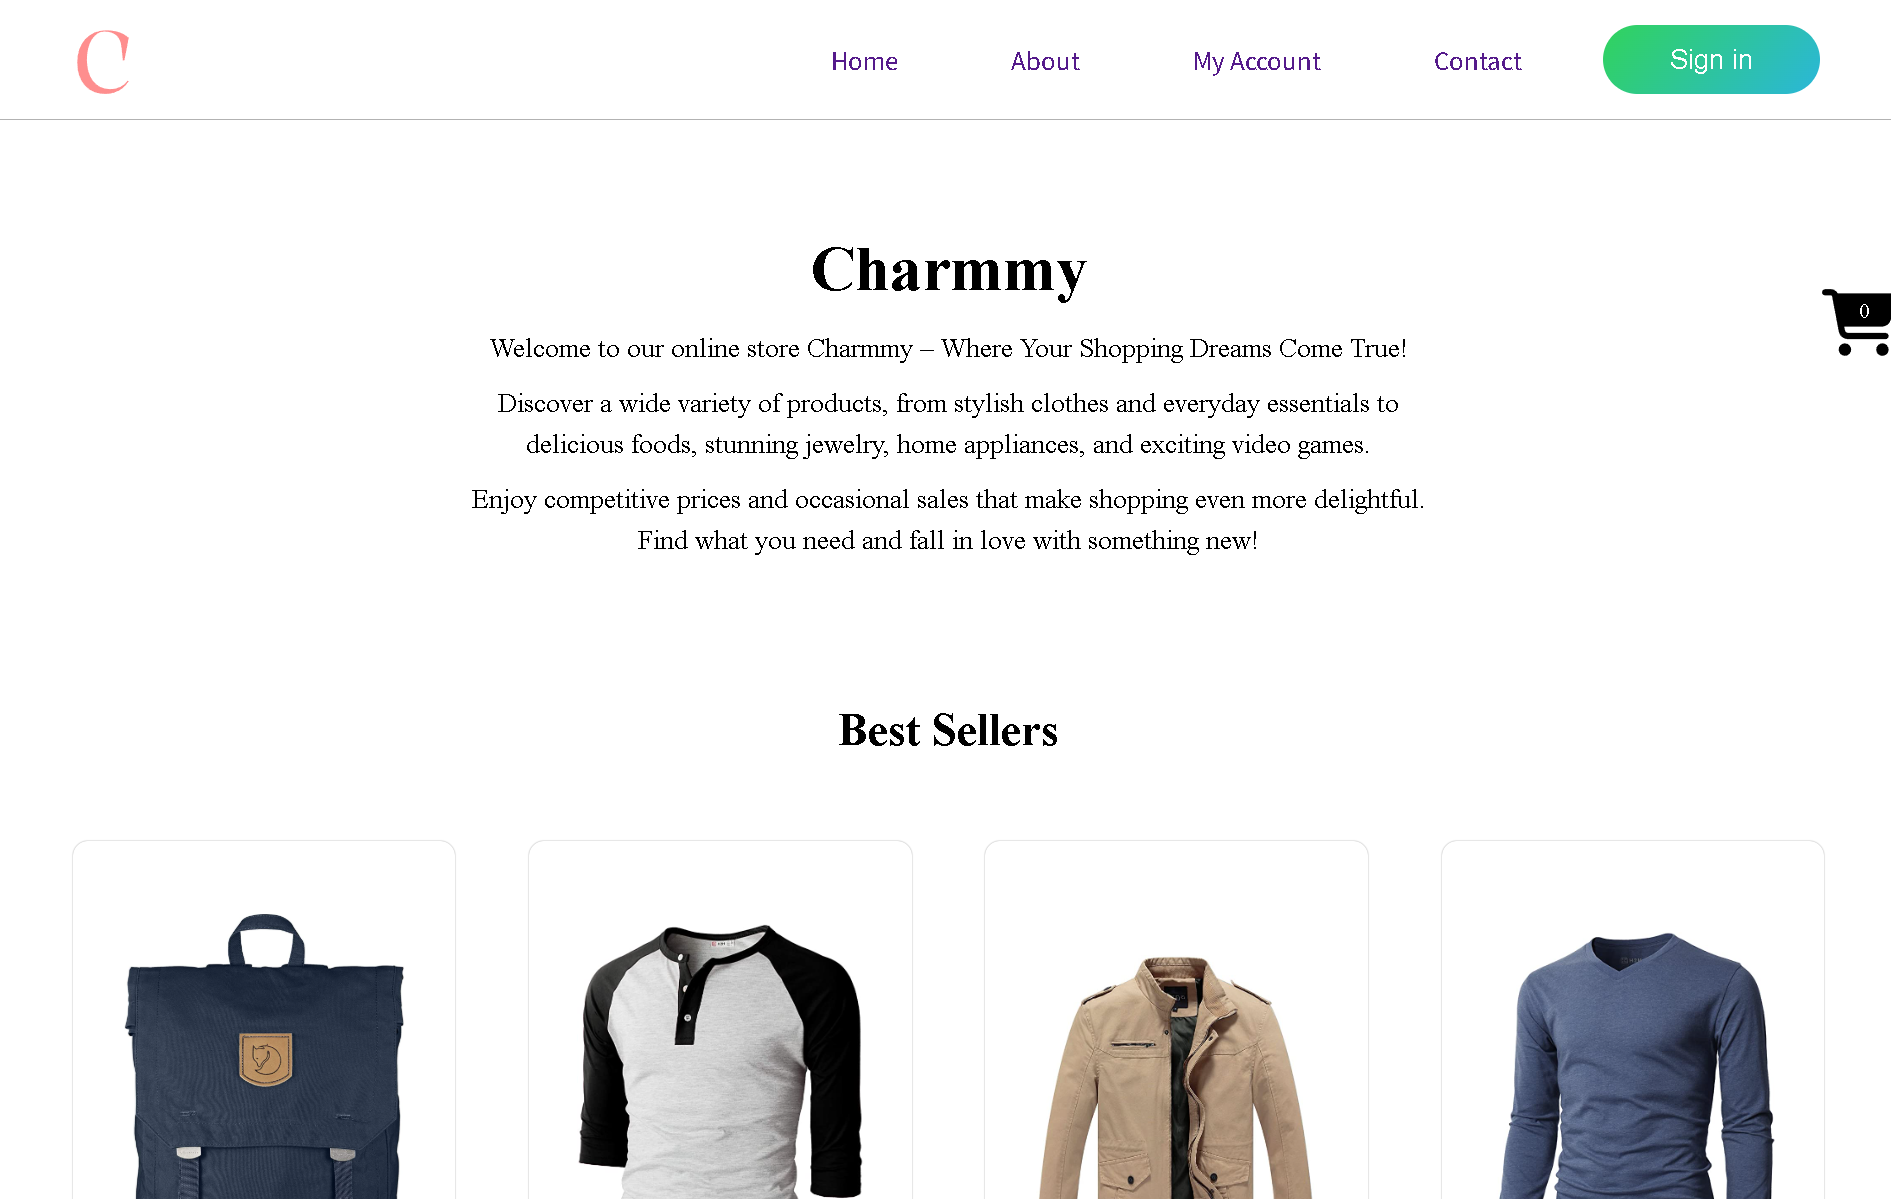 C
Home
About
My Account
Contact
Sign in
Charmmy
0
Welcome to our online store Charmmy – Where Your Shopping Dreams Come True!
Discover a wide variety of products, from stylish clothes and everyday essentials to
delicious foods, stunning jewelry, home appliances, and exciting video games.
Enjoy competitive prices and occasional sales that make shopping even more delightful.
Find what you need and fall in love with something new!
Best Sellers